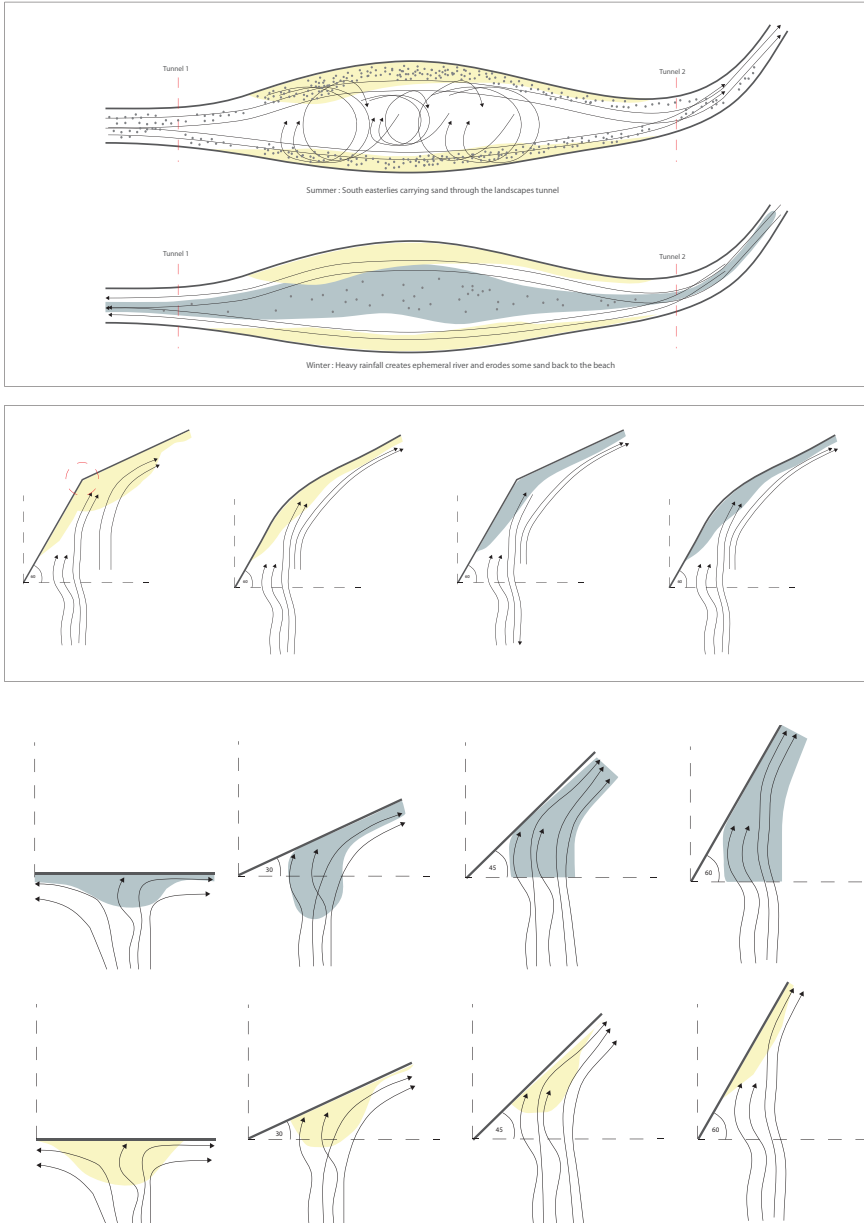 Tunnel 1
Tunnel 2
Summer : South easterlies carrying sand through the landscapes tunnel
Tunnel 1
Tunnel 2
Winter : Heavy rainfall creates ephemeral river and erodes some sand back to the beach
60
60
60
60
30
45
60
30
45
60